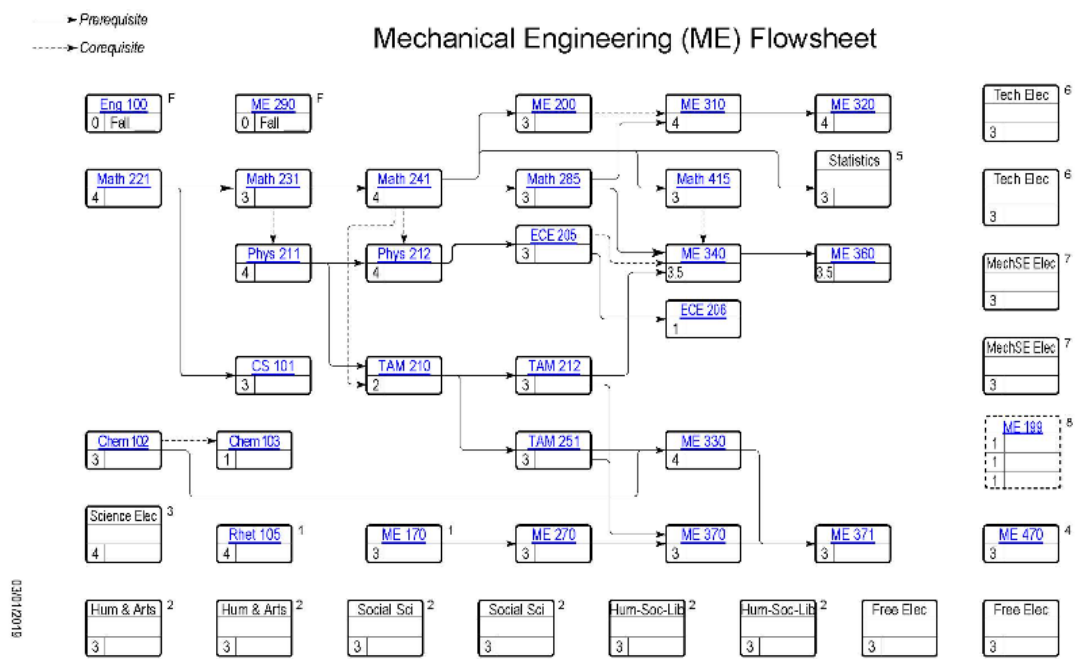 Prerequisite
Corequisite
Mechanical Engineering (ME) Flowsheet
Eng 100 F
0 Fall ___
ME 290 F
0 Fall ___
ME 200
3
ME 310
4
ME 320
4
Tech Elec 6
3
Math 221
4
Math 231
3
Math 241
4
Math 285
3
Math 415
3
Statistics 5
3
Tech Elec 6
3
Phys 211
4
Phys 212
4
ECE 205
3
ME 340
3.5
ME 360
3.5
MechSE Elec 7
3
ECE 206
1
CS 101
3
TAM 210
2
TAM 212
3
MechSE Elec 7
3
Chem 102
3
Chem 103
1
TAM 251
3
ME 330
4
ME 199 8
1
1
1
Science Elec 3
4
Rhet 105 1
4
ME 170 1
3
ME 270
3
ME 370
3
ME 371
3
ME 470 4
3
Hum & Arts 2
3
Hum & Arts 2
3
Social Sci 2
3
Social Sci 2
3
Hum-Soc-Lib 2
3
Hum-Soc-Lib 2
3
Free Elec
3
Free Elec
3
03/01/2019